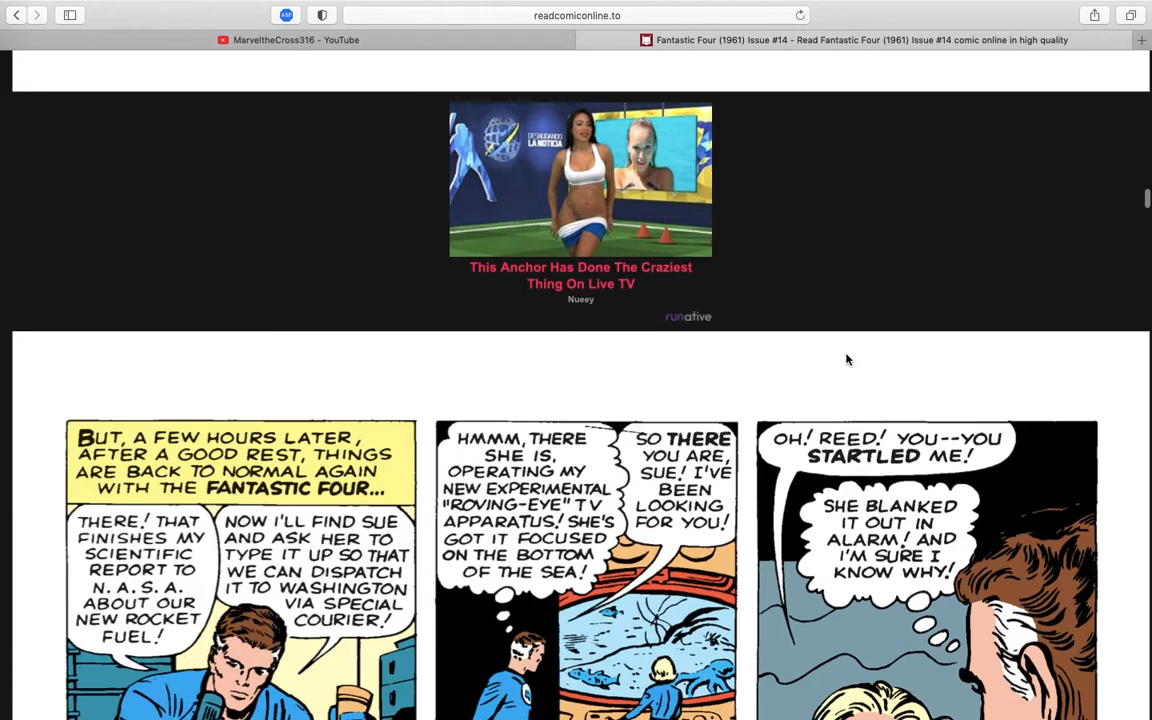 readcomiconline.to
MarveltheCross316 - YouTube
Fantastic Four (1961) Issue #14 - Read Fantastic Four (1961) Issue #14 comic online in high quality
DESNUDANDO
LA NOTICIA
This Anchor Has Done The Craziest
Thing On Live TV
Nueey
runative
BUT, A FEW HOURS LATER,
AFTER A GOOD REST, THINGS
ARE BACK TO NORMAL AGAIN
WITH THE FANTASTIC FOUR...
THERE! THAT
FINISHES MY
SCIENTIFIC
REPORT TO
N.A.S.A.
ABOUT OUR
NEW ROCKET
FUEL!
NOW I'LL FIND SUE
AND ASK HER TO
TYPE IT UP SO THAT
WE CAN DISPATCH
IT TO WASHINGTON
VIA SPECIAL
COURIER!
HMMM, THERE
SHE IS,
OPERATING MY
NEW EXPERIMENTAL
"ROVING-EYE" TV
APPARATUS! SHE'S
GOT IT FOCUSED
ON THE BOTTOM
OF THE SEA!
SO THERE
YOU ARE,
SUE! I'VE
BEEN
LOOKING
FOR YOU!
OH! REED! YOU--YOU
STARTLED ME!
SHE BLANKED
IT OUT IN
ALARM! AND
I'M SURE I
KNOW WHY!